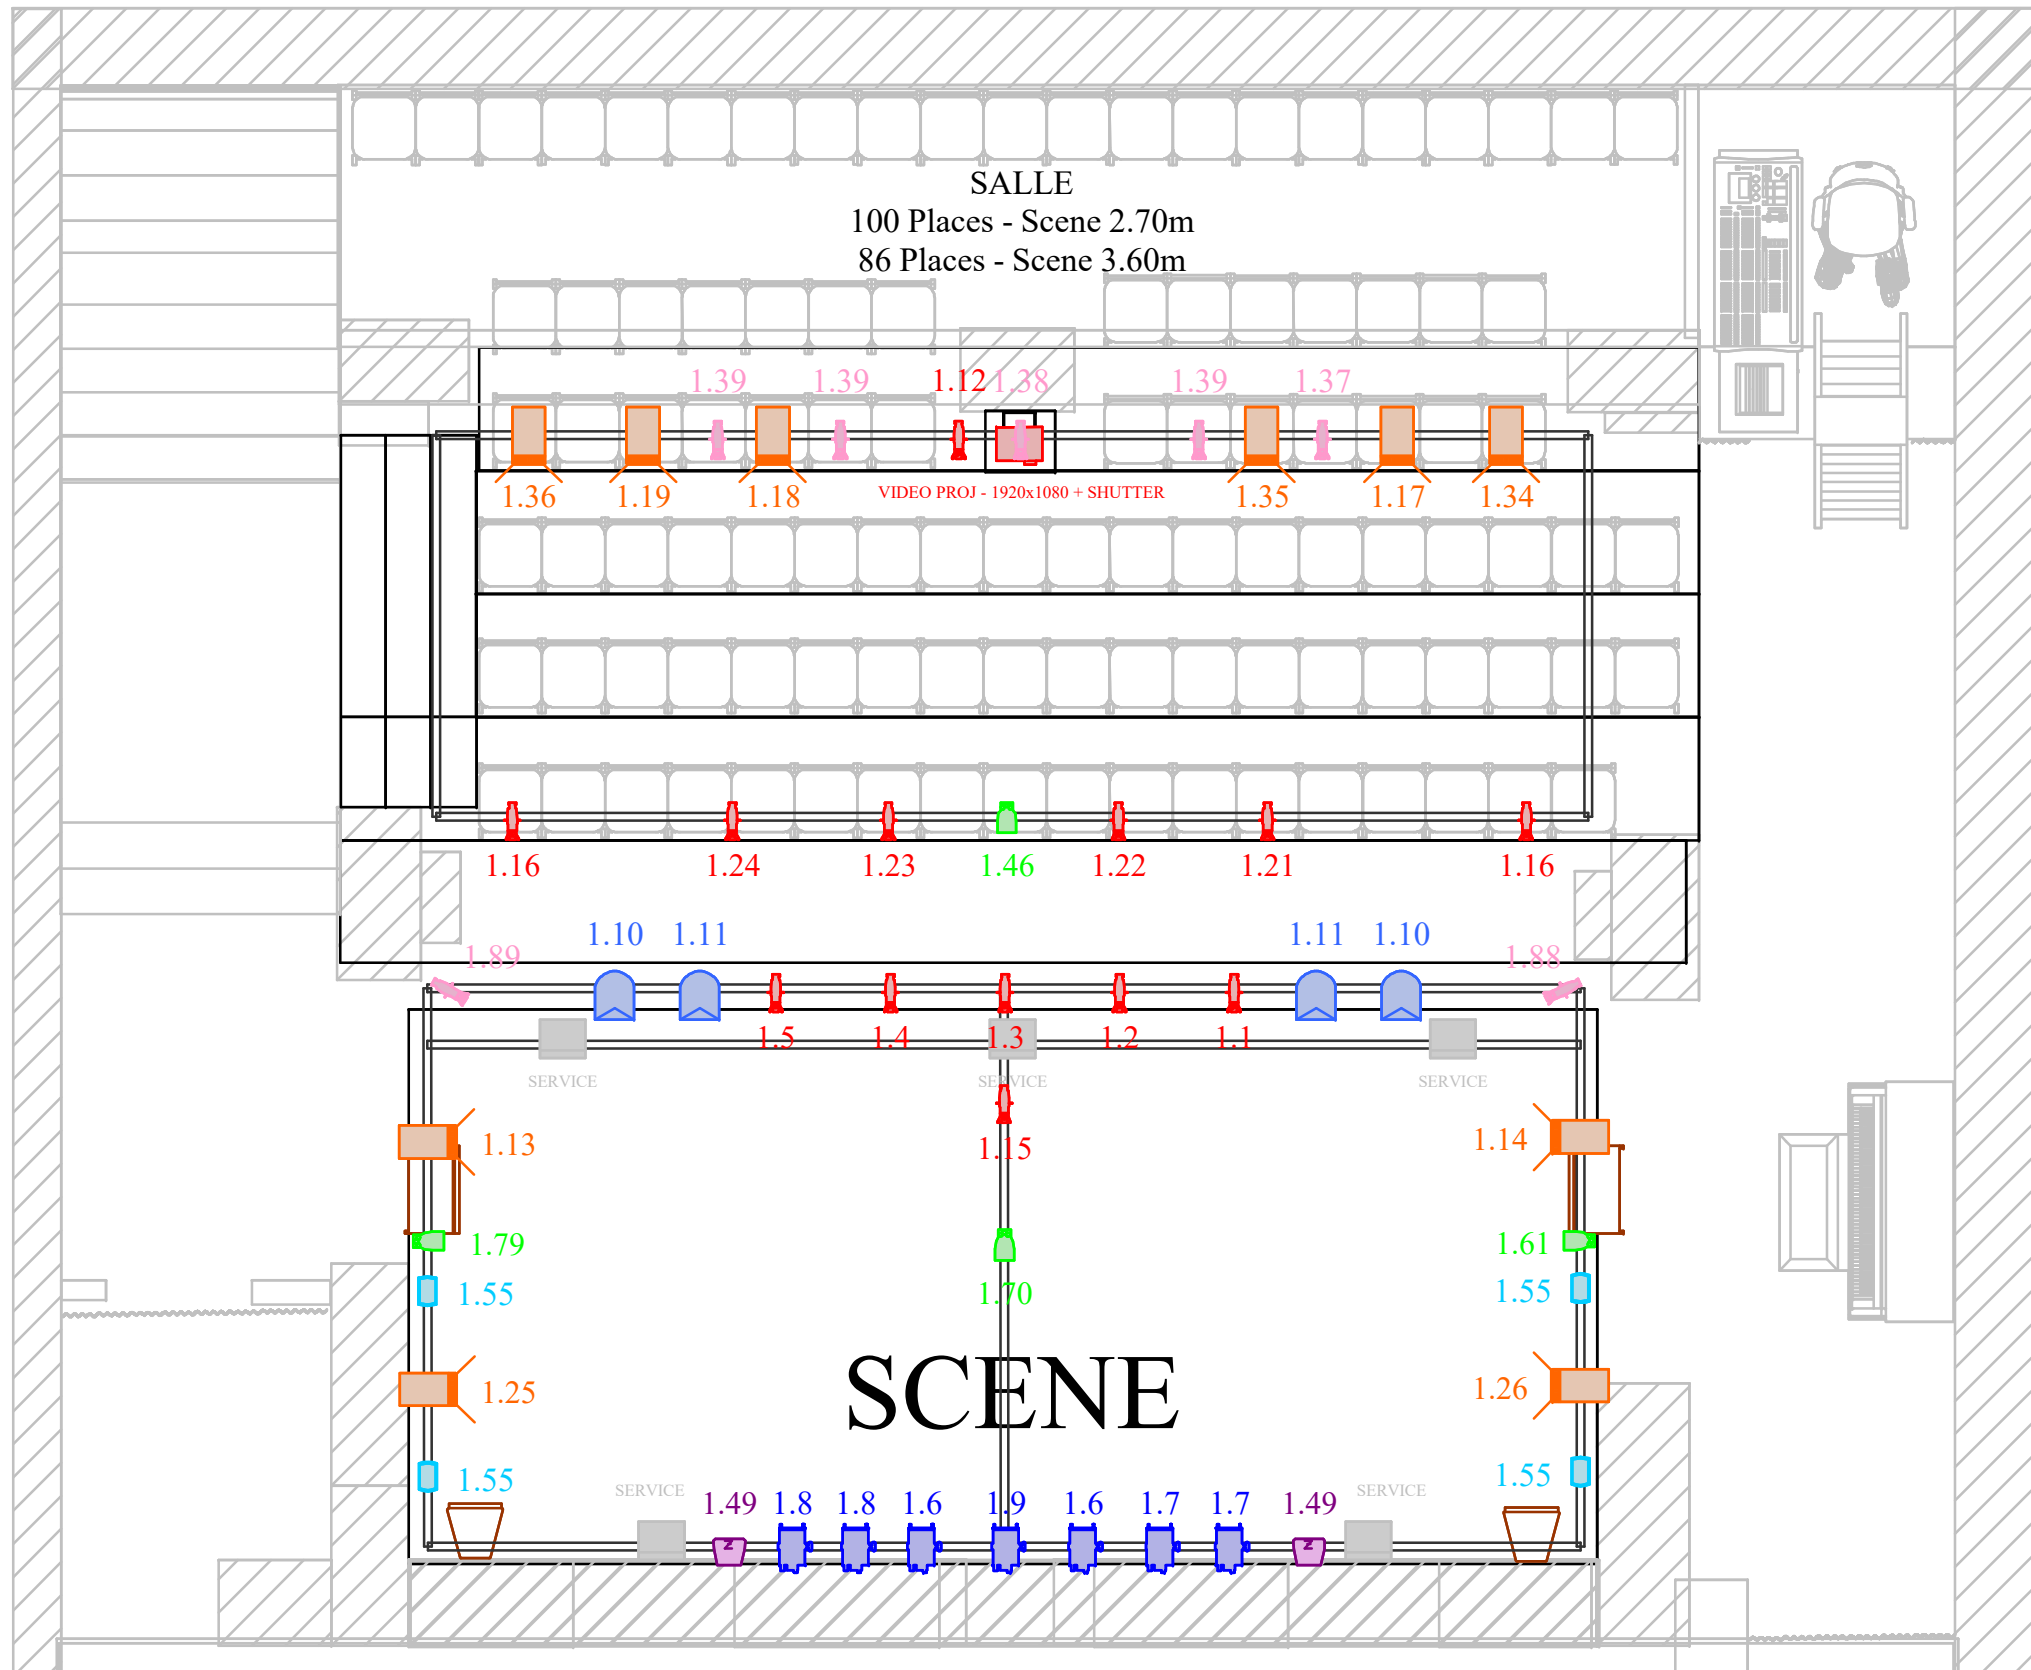 SALLE
100 Places - Scene 2.70m
86 Places - Scene 3.60m
1.39 1.39 1.12 1.38 1.39 1.37
1.36 1.19 1.18 VIDEO PROJ - 1920x1080 + SHUTTER 1.35 1.17 1.34
1.16 1.24 1.23 1.46 1.22 1.21 1.16
1.10 1.11 1.11 1.10
1.89 1.88
1.5 1.4 1.3 1.2 1.1
SERVICE SERVICE SERVICE
1.13 1.15 1.14
1.79 1.61
1.55 1.70 1.55
SCENE
1.25 1.26
1.55 1.55
SERVICE SERVICE
1.49 1.8 1.8 1.6 1.9 1.6 1.7 1.7 1.49